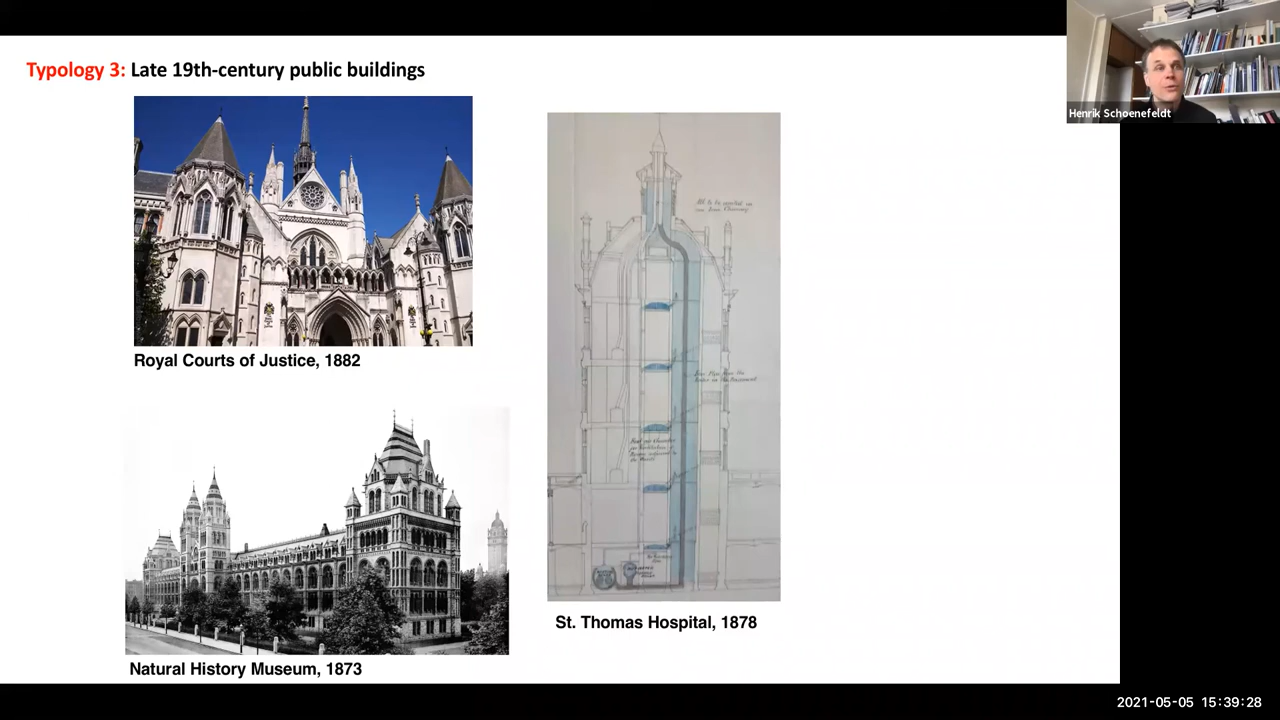 Typology 3: Late 19th-century public buildings
Henrik Schoenefeldt
Royal Courts of Justice, 1882
St. Thomas Hospital, 1878
Natural History Museum, 1873
2021-05-05 15:39:28